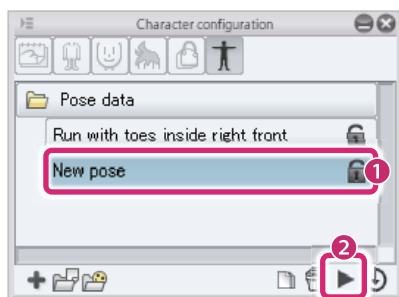 Character configuration
Pose data
Run with toes inside right front
New pose
1
2